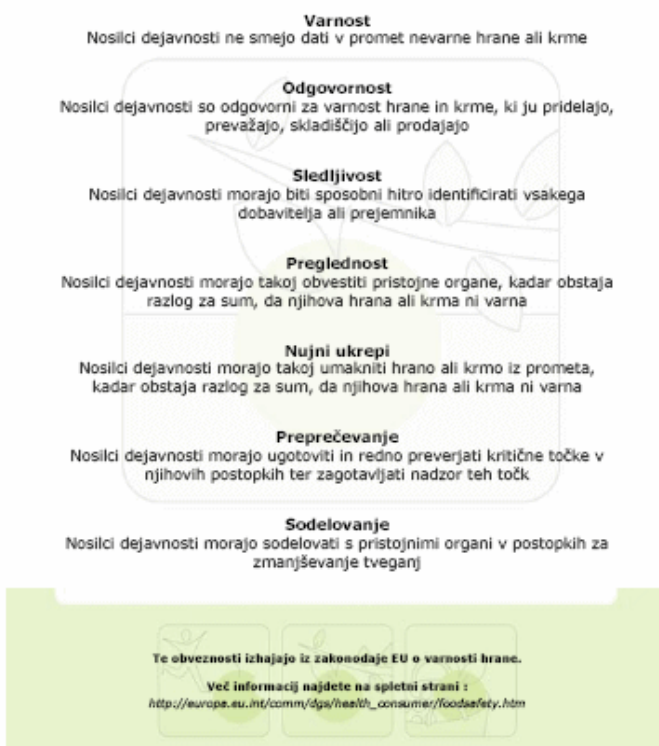 Varnost
Nosilci dejavnosti ne smejo dati v promet nevarne hrane ali krme
Odgovornost
Nosilci dejavnosti so odgovorni za varnost hrane in krme, ki ju pridelajo,
prevažajo, skladiščijo ali prodajajo
Sledljivost
Nosilci dejavnosti morajo biti sposobni hitro identificirati vsakega
dobavitelja ali prejemnika
Preglednost
Nosilci dejavnosti morajo takoj obvestiti pristojne organe, kadar obstaja
razlog za sum, da njihova hrana ali krma ni varna
Nujni ukrepi
Nosilci dejavnosti morajo takoj umakniti hrano ali krmo iz prometa,
kadar obstaja razlog za sum, da njihova hrana ali krma ni varna
Preprečevanje
Nosilci dejavnosti morajo ugotoviti in redno preverjati kritične točke v
njihovih postopkih ter zagotavljati nadzor teh točk
Sodelovanje
Nosilci dejavnosti morajo sodelovati s pristojnimi organi v postopkih za
zmanjševanje tveganj
Te obveznosti izhajajo iz zakonodaje EU o varnosti hrane.
Več informacij najdete na spletni strani :
http://europa.eu.int/comm/dgs/health_consumer/foodsafety.htm